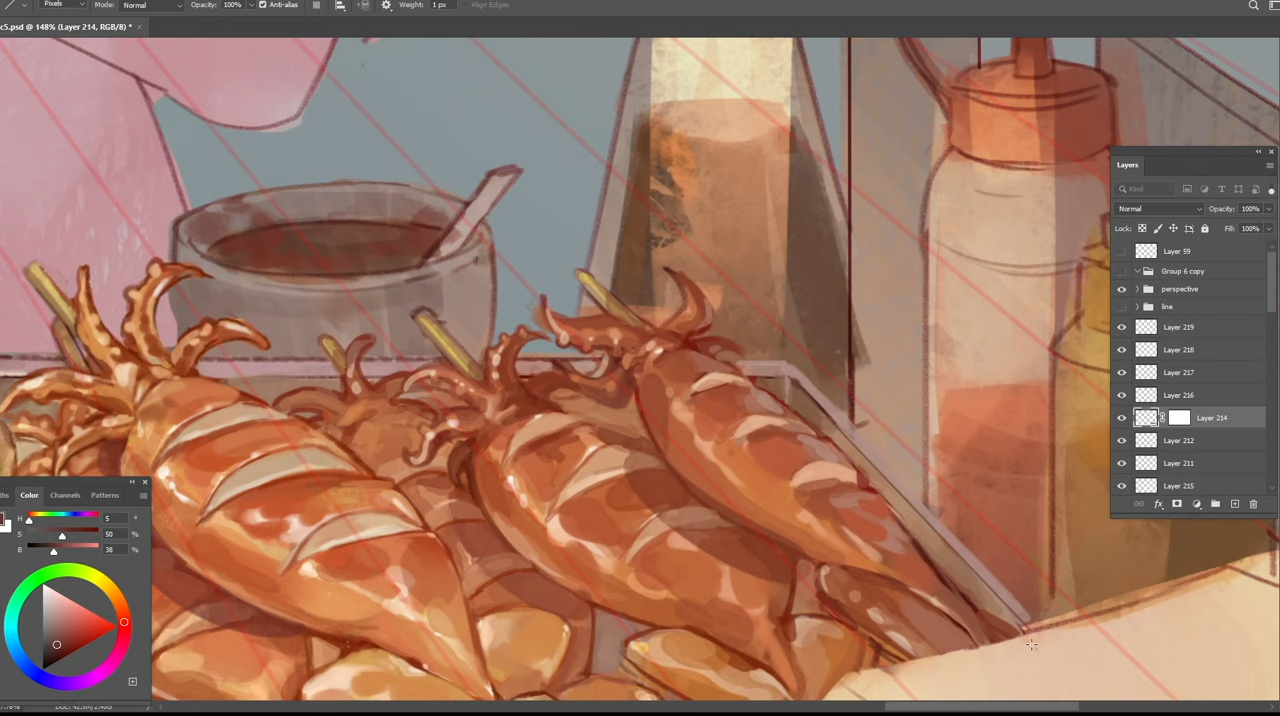 Pixels Mode: Normal Opacity: 100% Anti-alias Weight: 1 px Align Edges
c5.psd @ 148% (Layer 214, RGB/8) *
Layers
Kind
Normal Opacity: 100%
Lock: Fill: 100%
Layer 59
Group 6 copy
perspective
line
Layer 219
Layer 218
Layer 217
Layer 216
Layer 214
Layer 212
Layer 211
Layer 215
Color Channels Patterns
H 5 °
S 50 %
B 38 %